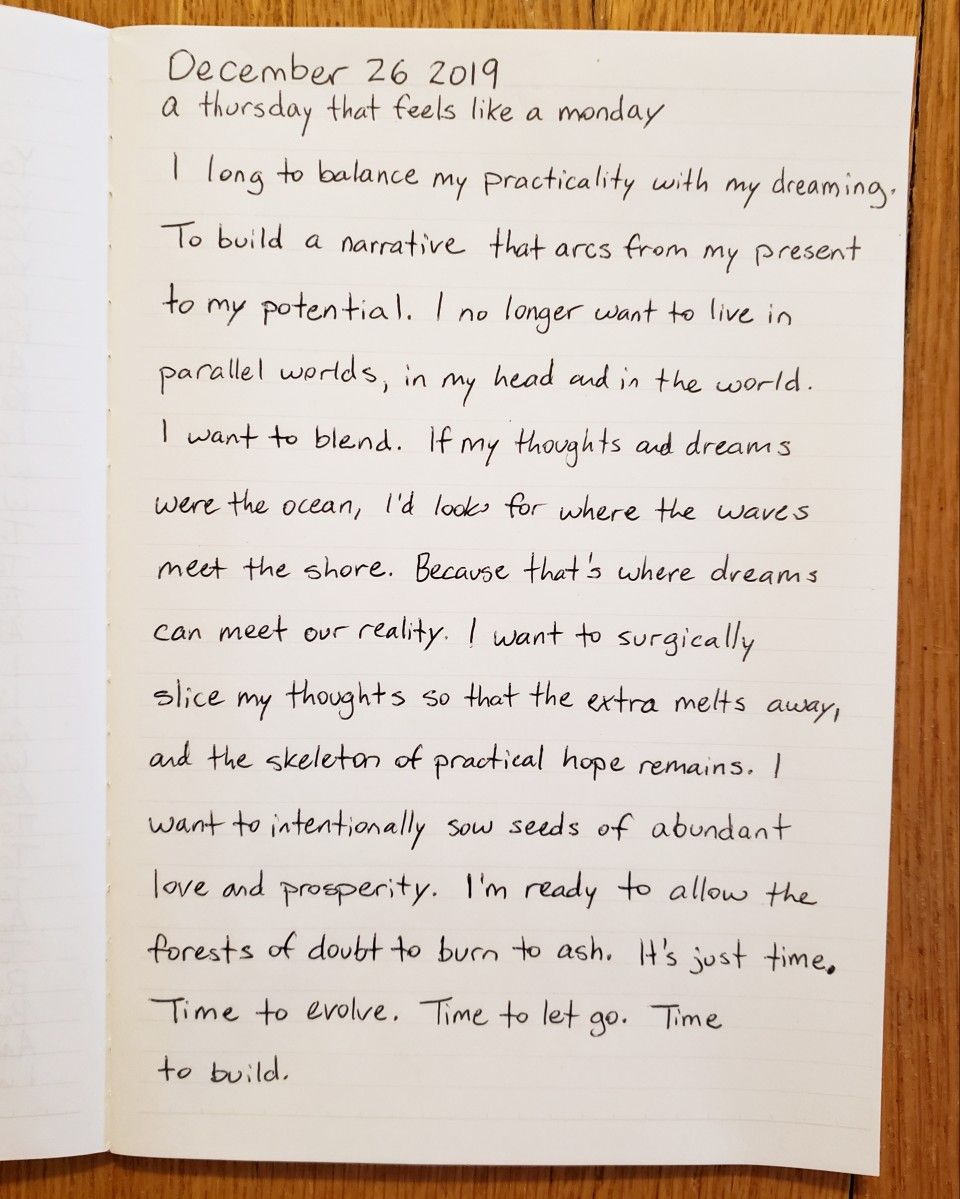 December 26 2019
a thursday that feels like a monday
I long to balance my practicality with my dreaming.
To build a narrative that arcs from my present
to my potential. I no longer want to live in
parallel worlds, in my head and in the world.
I want to blend. If my thoughts and dreams
were the ocean, I'd look for where the waves
meet the shore. Because that's where dreams
can meet our reality. I want to surgically
slice my thoughts so that the extra melts away,
and the skeleton of practical hope remains. I
want to intentionally sow seeds of abundant
love and prosperity. I'm ready to allow the
forests of doubt to burn to ash. It's just time.
Time to evolve. Time to let go. Time
to build.